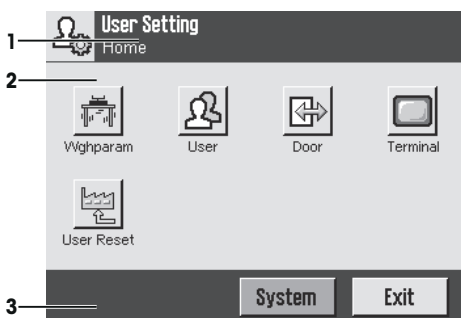 User Setting
1 Home
2
Wghparam User Door Terminal
User Reset
3 System Exit